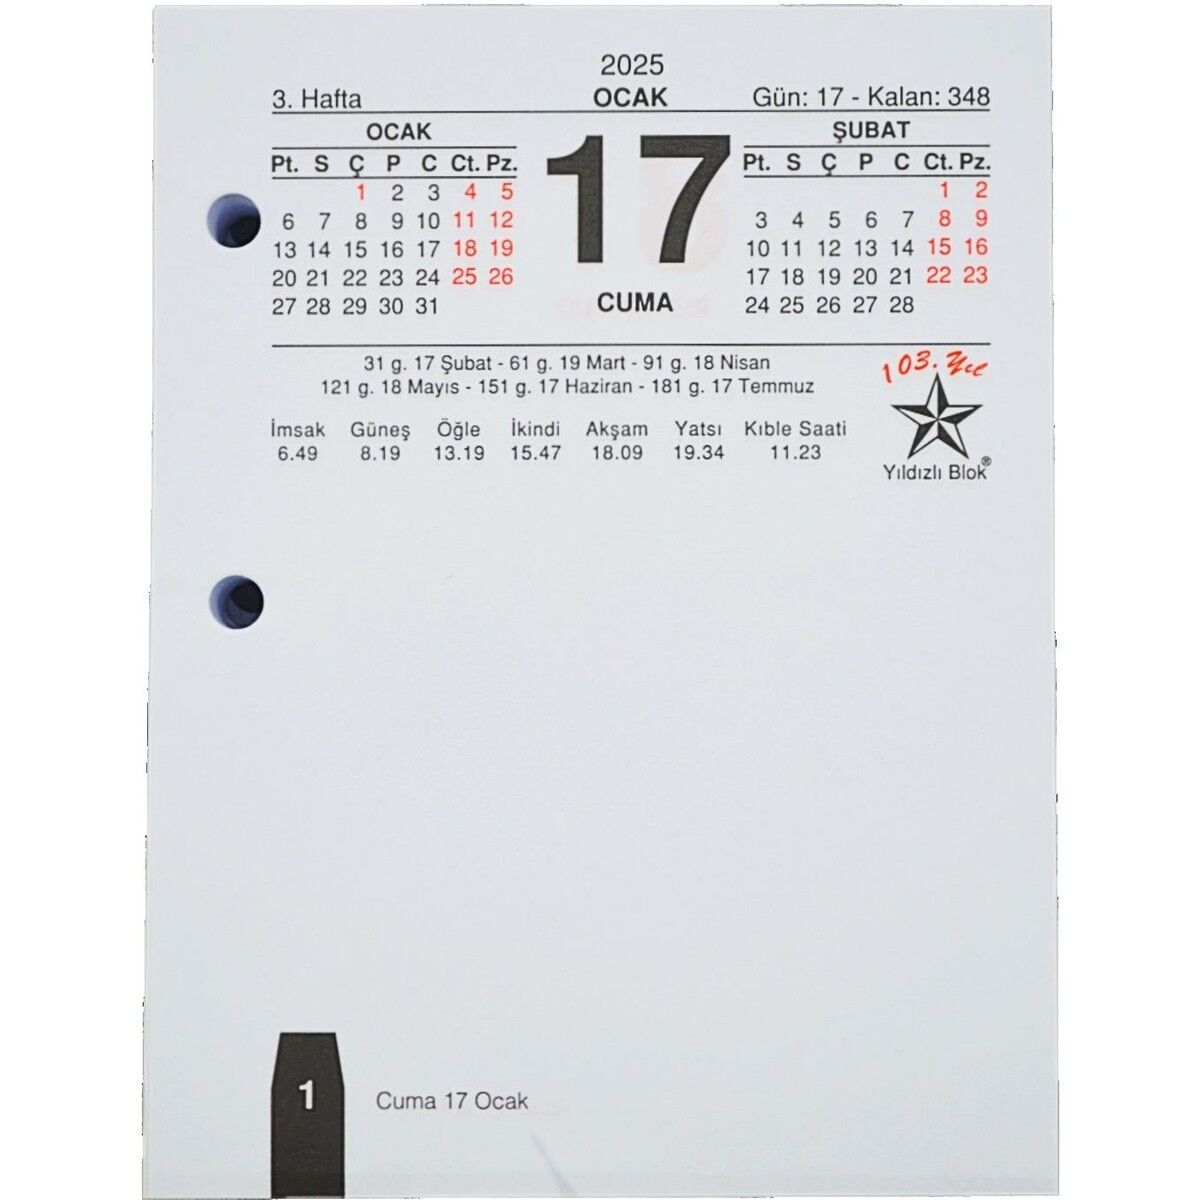 2025
3. Hafta OCAK Gün: 17 - Kalan: 348
OCAK
Pt. S Ç P C Ct. Pz.
1 2 3 4 5
6 7 8 9 10 11 12
13 14 15 16 17 18 19
20 21 22 23 24 25 26
27 28 29 30 31
17
CUMA
ŞUBAT
Pt. S Ç P C Ct. Pz.
1 2
3 4 5 6 7 8 9
10 11 12 13 14 15 16
17 18 19 20 21 22 23
24 25 26 27 28
31 g. 17 Şubat - 61 g. 19 Mart - 91 g. 18 Nisan
121 g. 18 Mayıs - 151 g. 17 Haziran - 181 g. 17 Temmuz
İmsak Güneş Öğle İkindi Akşam Yatsı Kıble Saati
6.49 8.19 13.19 15.47 18.09 19.34 11.23
103. Yıl
Yıldızlı Blok®
1 Cuma 17 Ocak